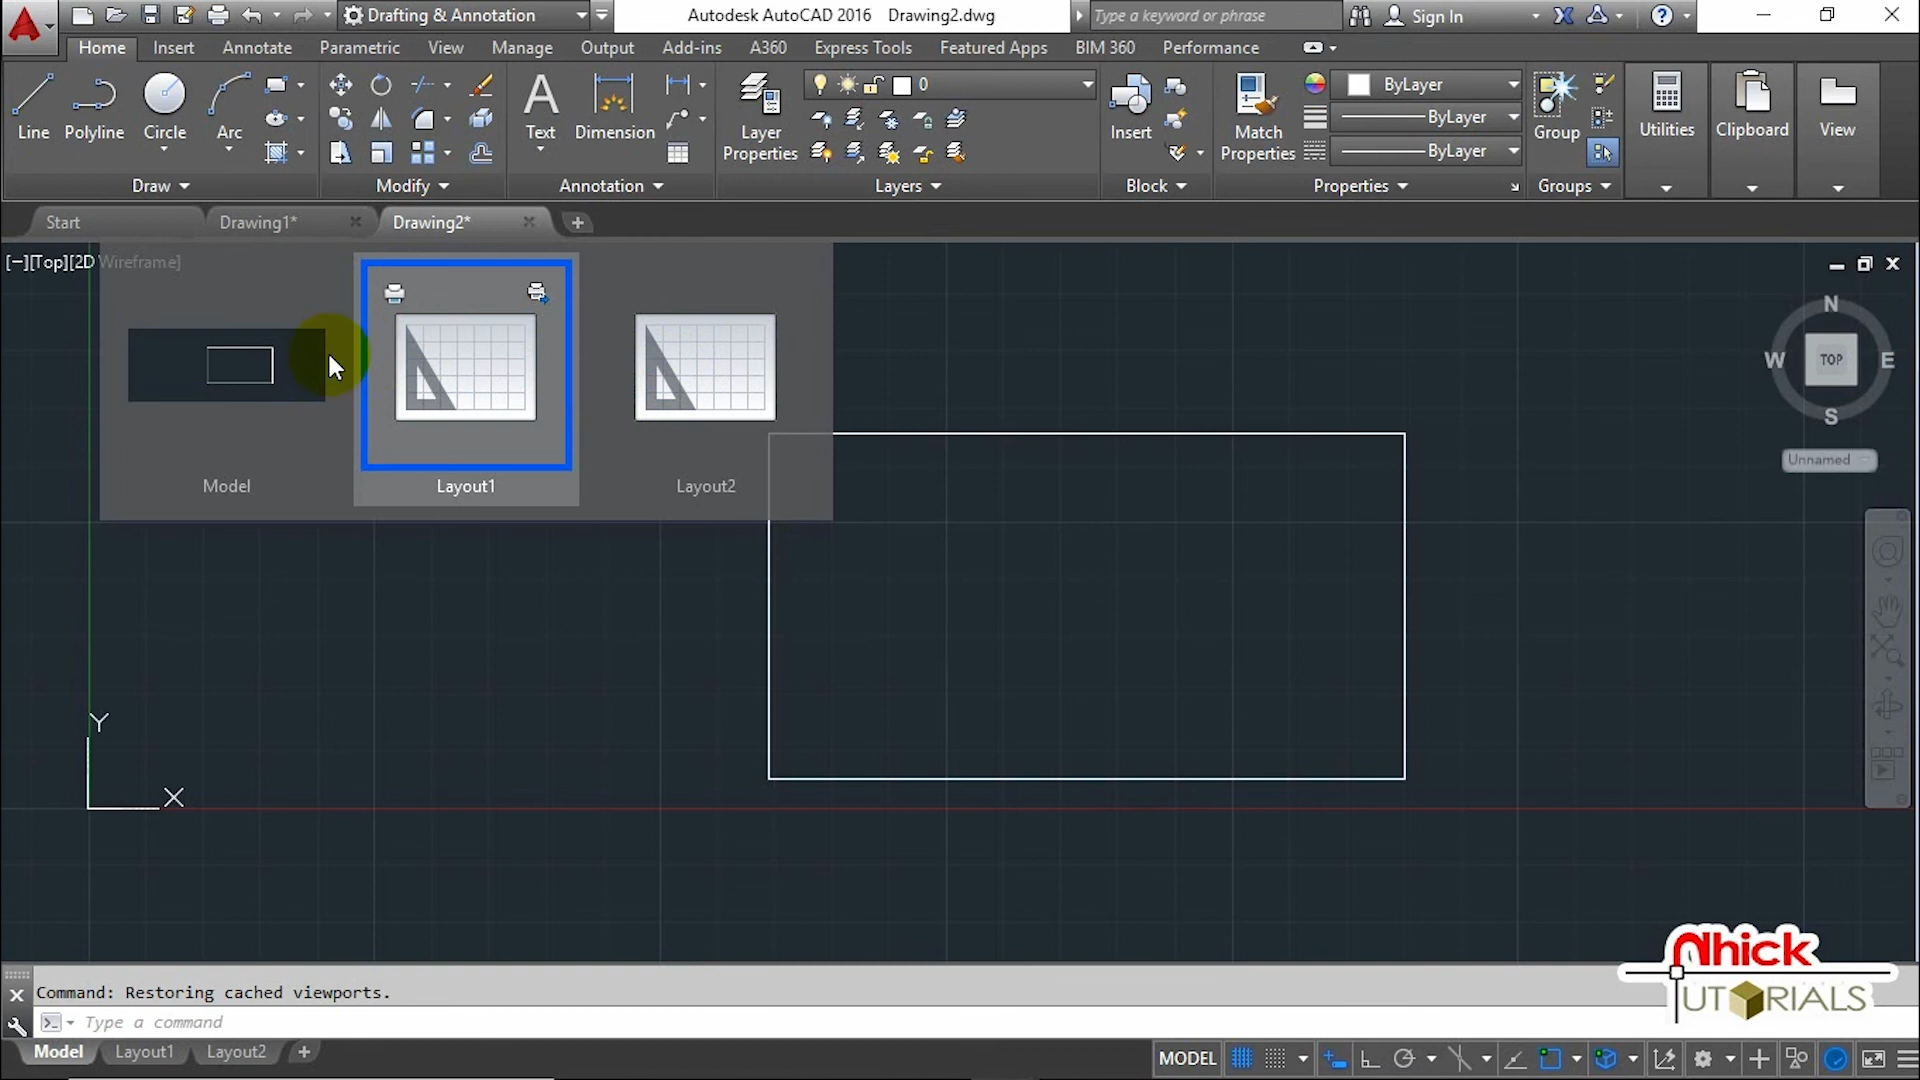 Drafting & Annotation
Autodesk AutoCAD 2016 Drawing2.dwg
Type a keyword or phrase
Sign In
Home Insert Annotate Parametric View Manage Output Add-ins A360 Express Tools Featured Apps BIM 360 Performance
Line Polyline Circle Arc
A Text Dimension
Layer Properties
0
Insert
Match Properties
ByLayer
ByLayer
ByLayer
Group
Utilities Clipboard View
Draw Modify Annotation Layers Block Properties Groups
Start Drawing1* Drawing2*
[−][Top][2D Wireframe]
Model Layout1 Layout2
N
W TOP E
S
Unnamed
Y
X
Command: Restoring cached viewports.
Type a command
Nhick
TUTORIALS
Model Layout1 Layout2 +
MODEL